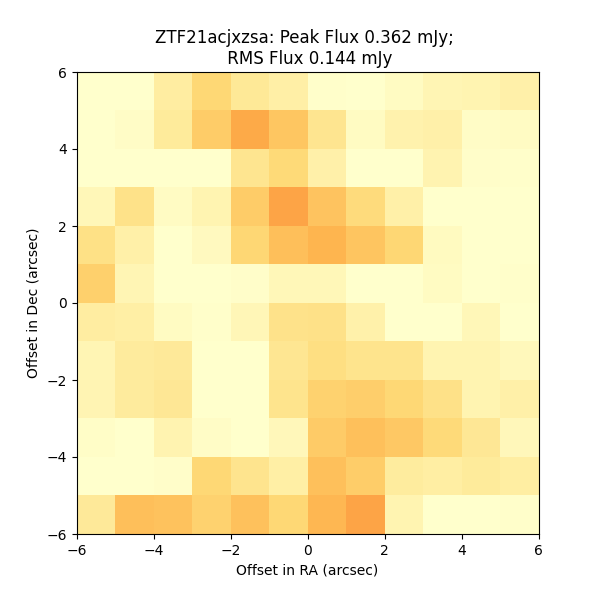 ZTF21acjxzsa: Peak Flux 0.362 mJy;
RMS Flux 0.144 mJy
6
4
2
0
−2
−4
−6
Offset in Dec (arcsec)
−6 −4 −2 0 2 4 6
Offset in RA (arcsec)